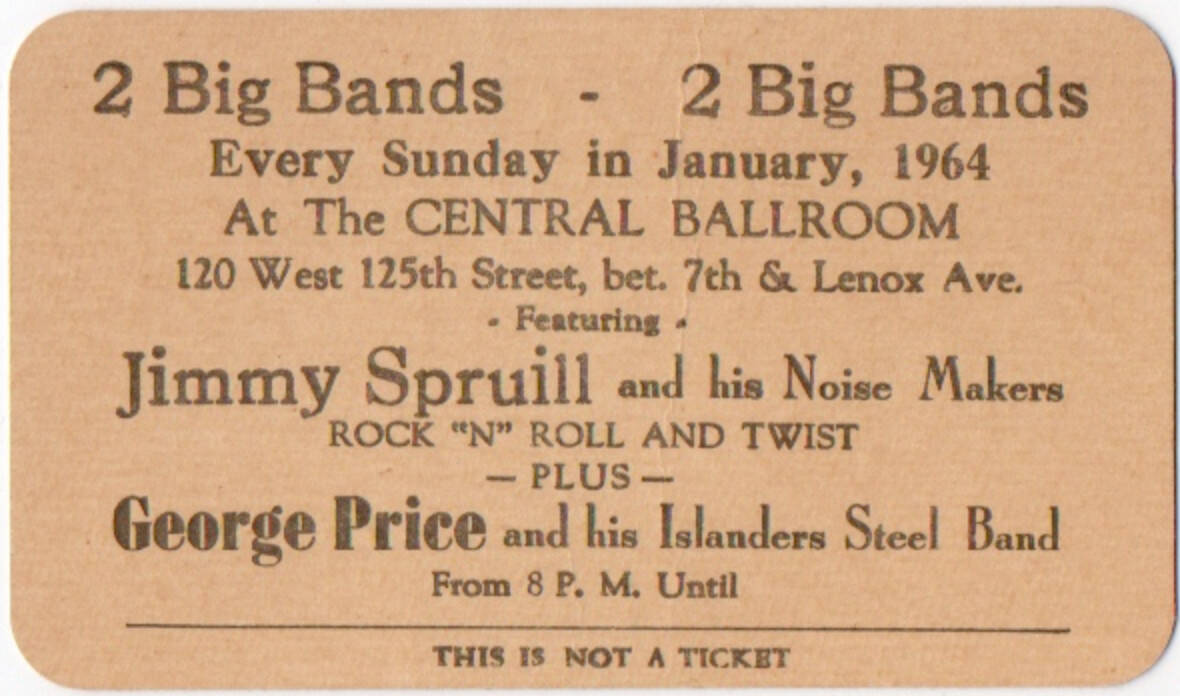 2 Big Bands - 2 Big Bands
Every Sunday in January, 1964
At The CENTRAL BALLROOM
120 West 125th Street, bet. 7th & Lenox Ave.
- Featuring -
Jimmy Spruill and his Noise Makers
ROCK "N" ROLL AND TWIST
— PLUS —
George Price and his Islanders Steel Band
From 8 P. M. Until
THIS IS NOT A TICKET